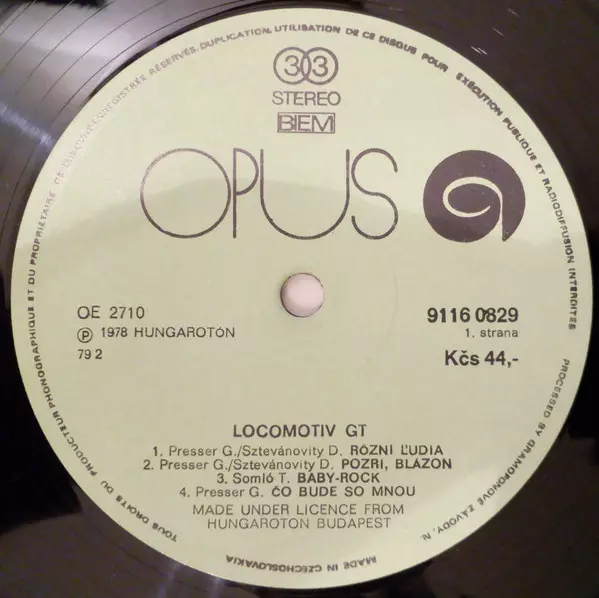 TOUS DROITS DU PRODUCTEUR PHONOGRAPHIQUE ET DU PROPRIÉTAIRE DE L'OEUVRE ENREGISTRÉE RÉSERVÉS. DUPLICATION, UTILISATION DE CE DISQUE POUR EXÉCUTION PUBLIQUE ET RADIODIFFUSION INTERDITES
33
STEREO
BIEM
OPUS
OE 2710
Ⓟ 1978 HUNGAROTÓN
79 2
9116 0829
1. strana
Kčs 44,-
LOCOMOTIV GT
1. Presser G./Sztevánovity D. RÔZNI ĽUDIA
2. Presser G./Sztevánovity D. POZRI, BLÁZON
3. Somló T. BABY-ROCK
4. Presser G. ČO BUDE SO MNOU
MADE UNDER LICENCE FROM
HUNGAROTON BUDAPEST
PROCESSED BY GRAMOFONOVÉ ZÁVODY, N.
MADE IN CZECHOSLOVAKIA